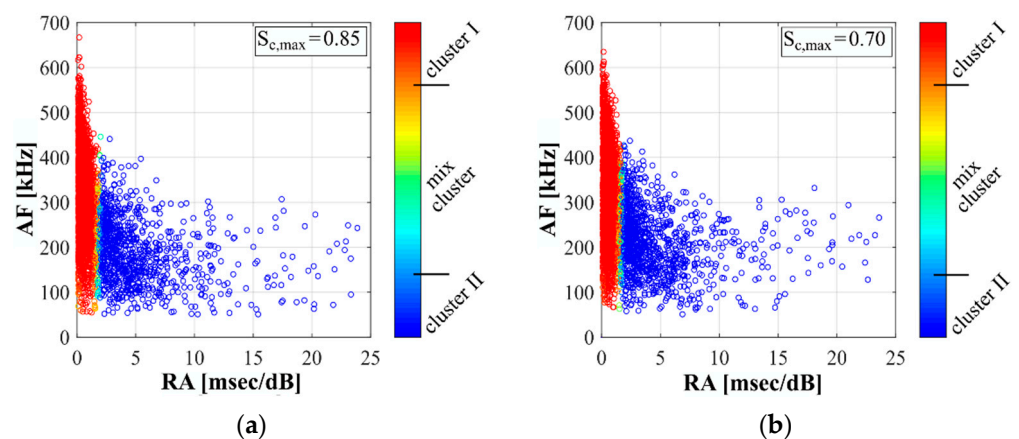 700
600
500
400
300
200
100
0
AF [kHz]
S_c,max = 0.85
0 5 10 15 20 25
RA [msec/dB]
cluster I
mix
cluster
cluster II
(a)
700
600
500
400
300
200
100
0
AF [kHz]
S_c,max = 0.70
0 5 10 15 20 25
RA [msec/dB]
cluster I
mix
cluster
cluster II
(b)